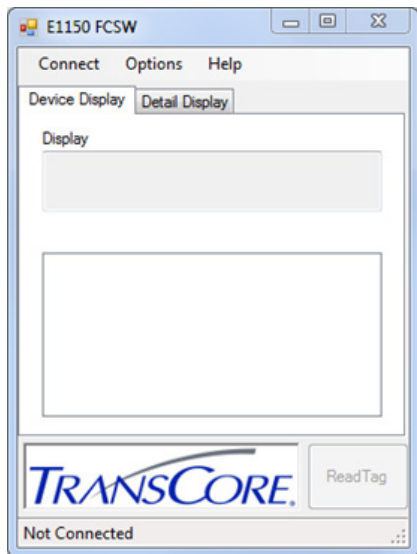 E1150 FCSW
Connect Options Help
Device Display Detail Display
Display
TRANSCORE.
ReadTag
Not Connected